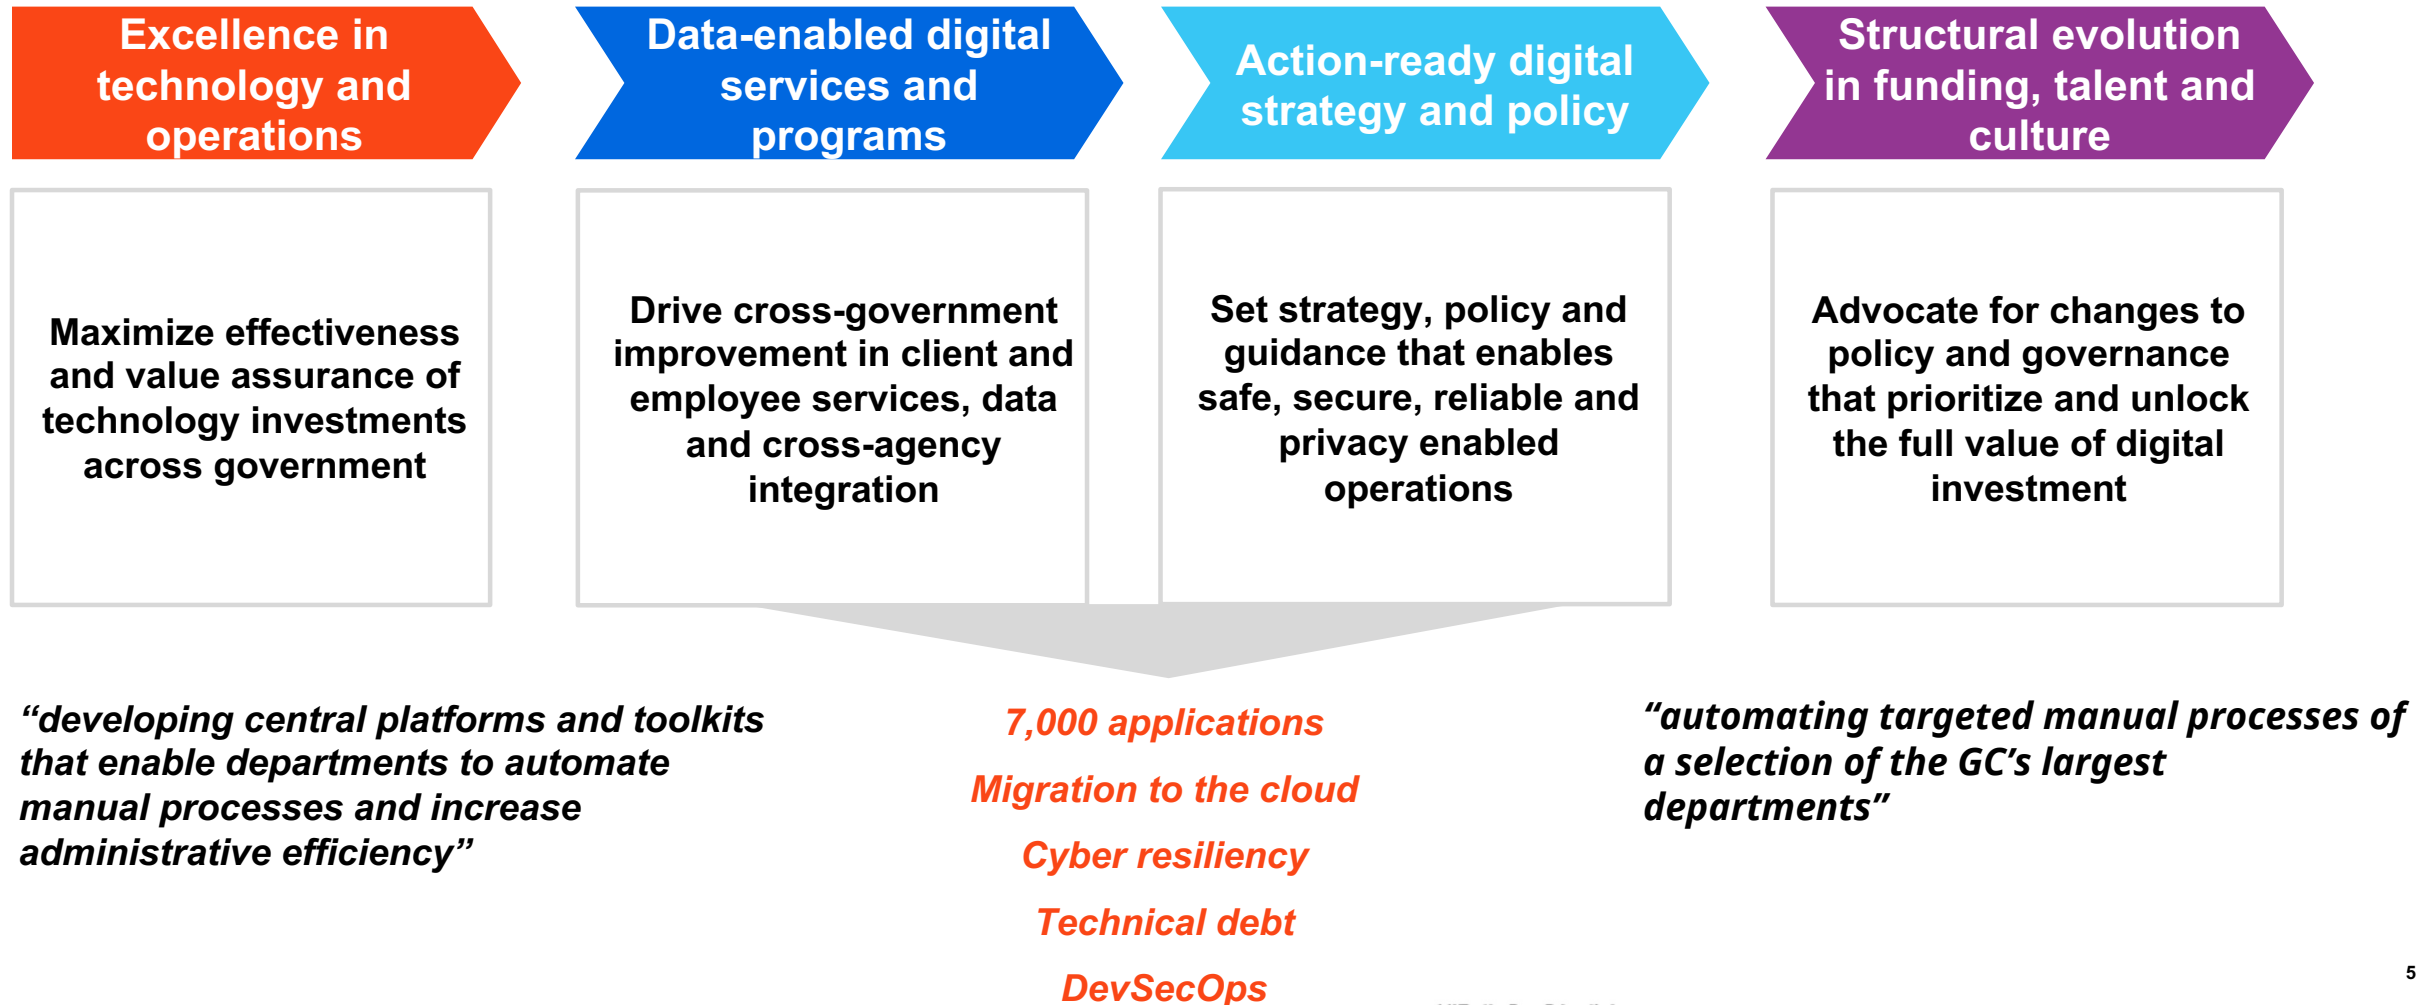 Excellence in
technology and
operations
Data-enabled digital
services and
programs
Action-ready digital
strategy and policy
Structural evolution
in funding, talent and
culture
Maximize effectiveness
and value assurance of
technology investments
across government
Drive cross-government
improvement in client and
employee services, data
and cross-agency
integration
Set strategy, policy and
guidance that enables
safe, secure, reliable and
privacy enabled
operations
Advocate for changes to
policy and governance
that prioritize and unlock
the full value of digital
investment
“developing central platforms and toolkits
that enable departments to automate
manual processes and increase
administrative efficiency”
7,000 applications
Migration to the cloud
Cyber resiliency
Technical debt
DevSecOps
“automating targeted manual processes of
a selection of the GC’s largest
departments”
5